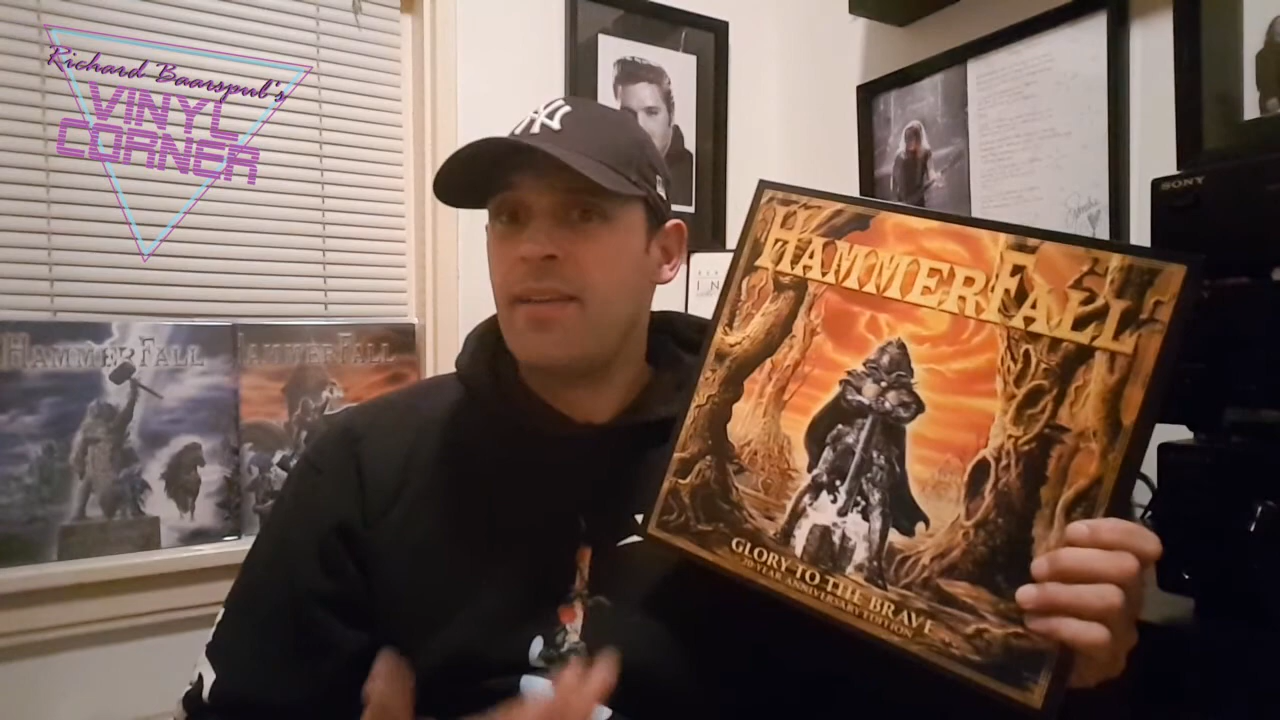 Richard Baarspul's
VINYL
CORNER
NY
SONY
HAMMERFALL
HAMMERFALL
HAMMERFALL
GLORY TO THE BRAVE
20 YEAR ANNIVERSARY EDITION